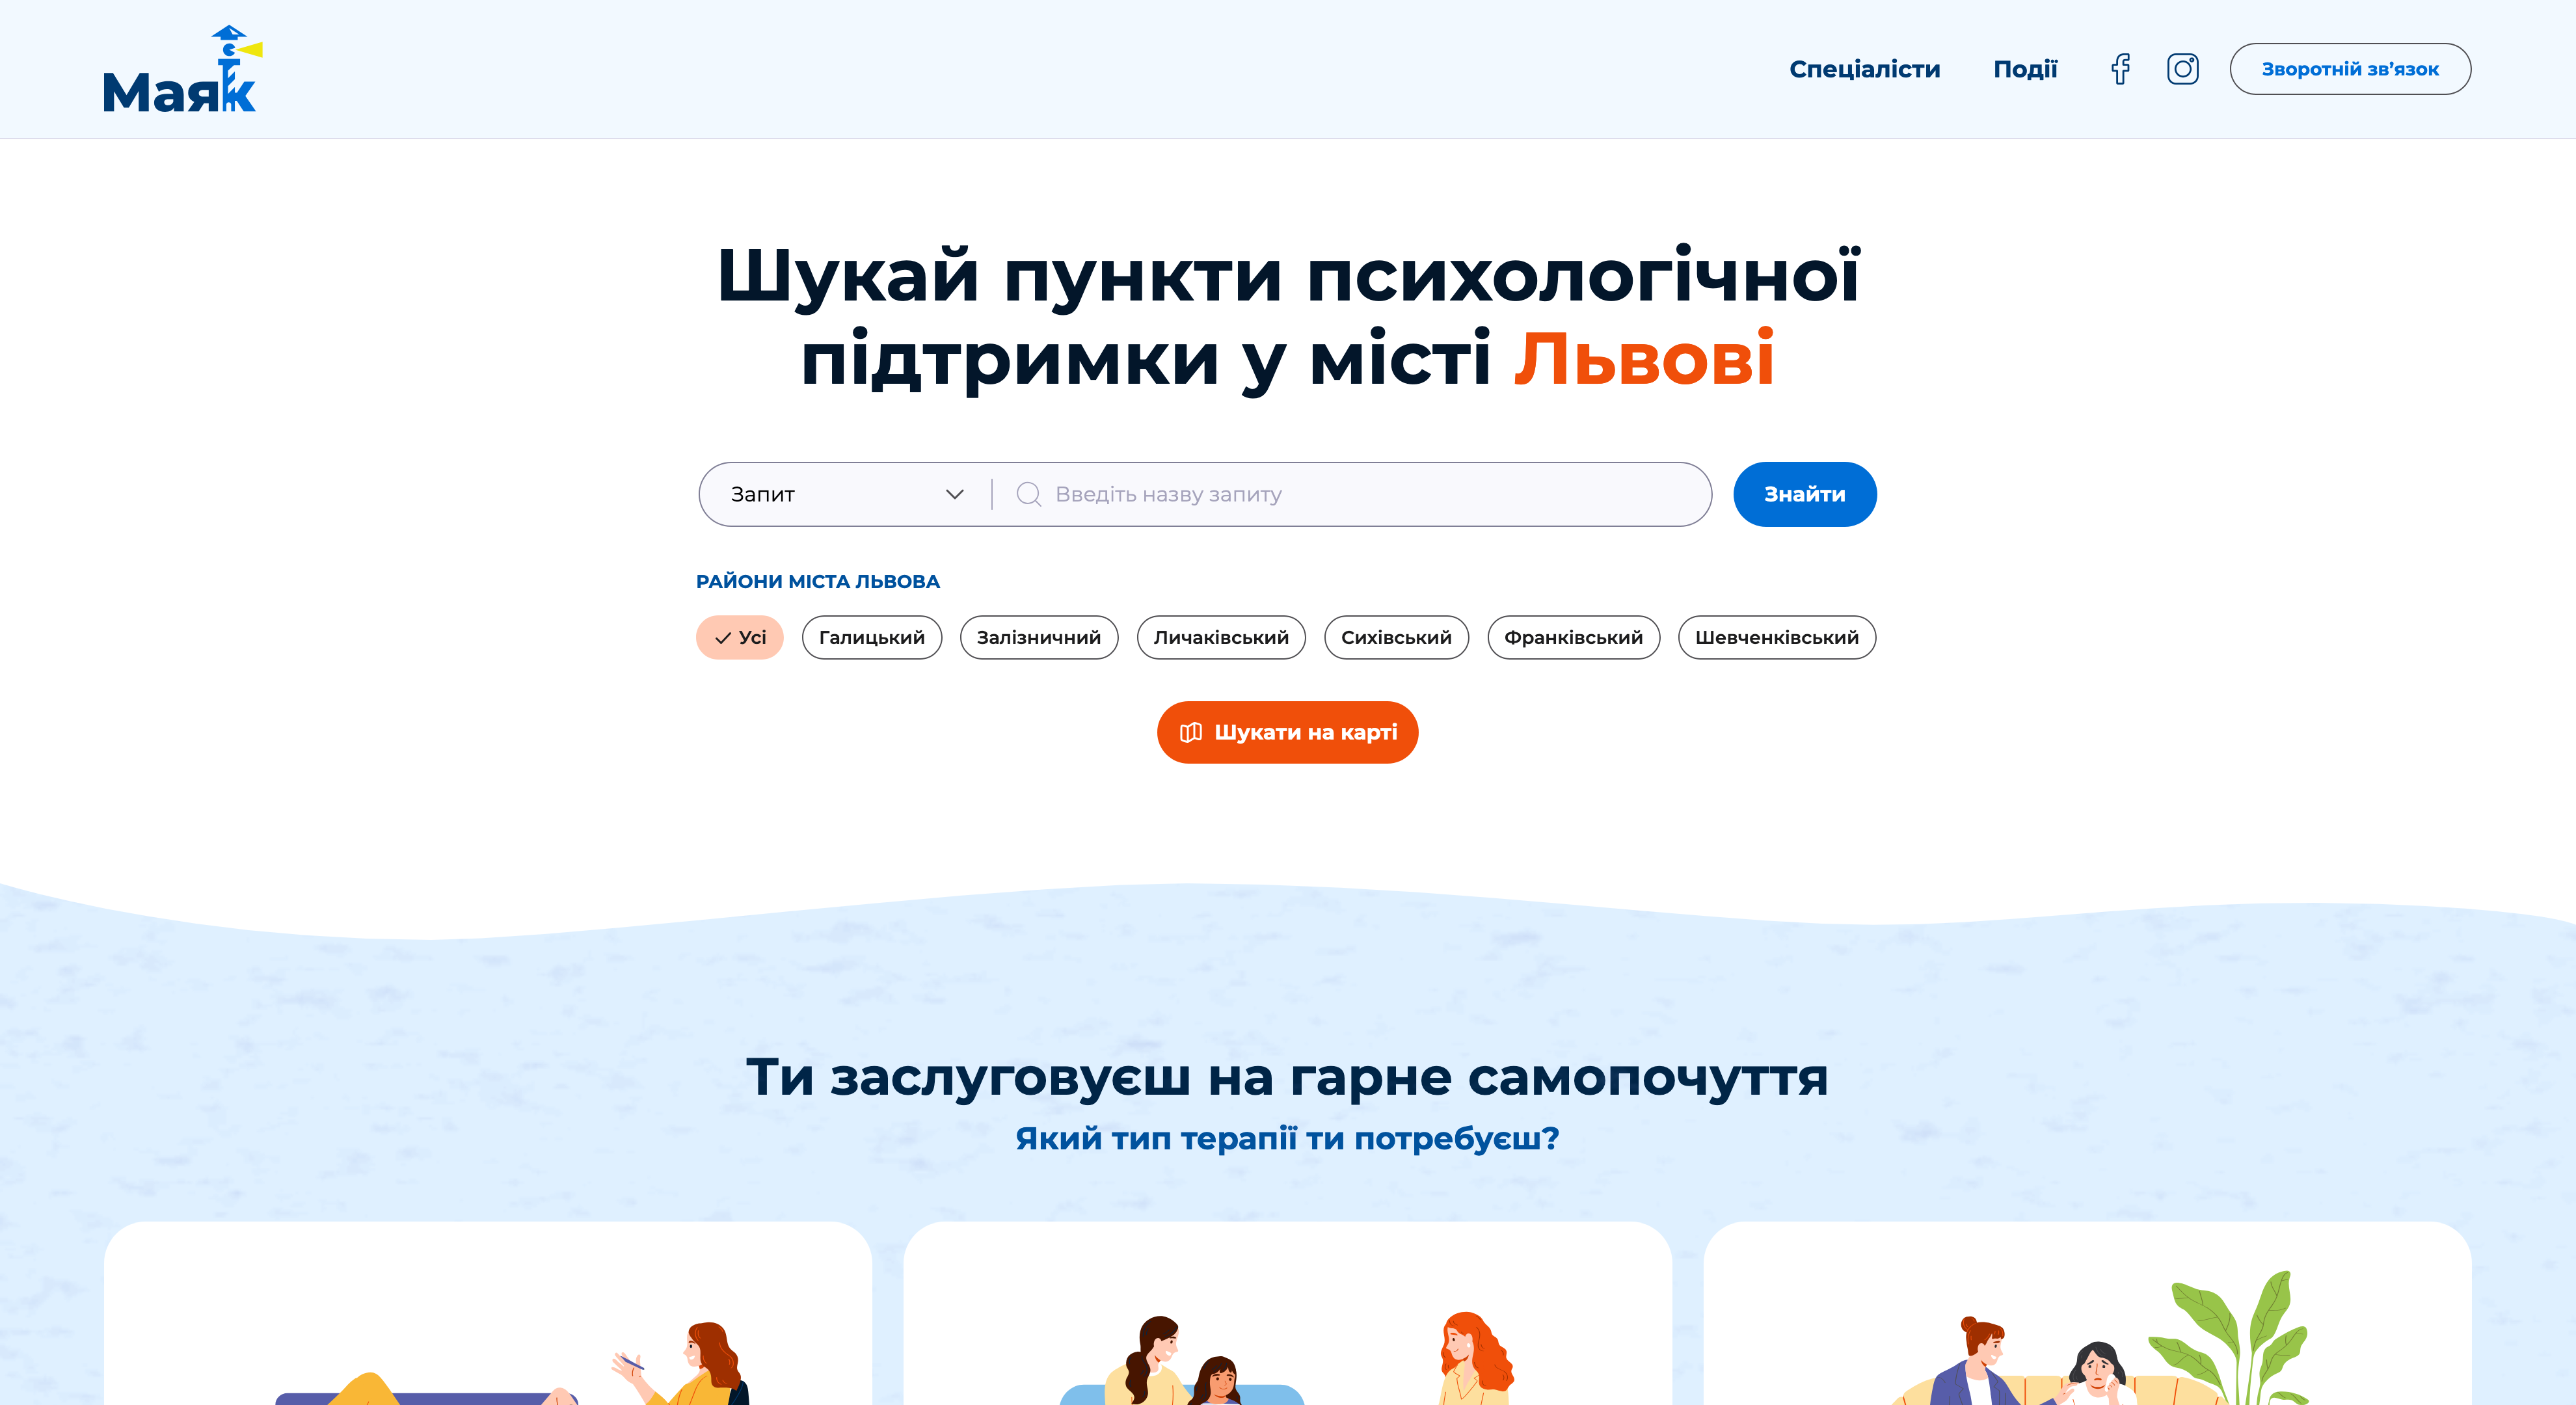 Маяк
Спеціалісти
Події
Зворотній зв’язок
Шукай пункти психологічної
підтримки у місті Львові
Запит
Введіть назву запиту
Знайти
РАЙОНИ МІСТА ЛЬВОВА
Усі
Галицький
Залізничний
Личаківський
Сихівський
Франківський
Шевченківський
Шукати на карті
Ти заслуговуєш на гарне самопочуття
Який тип терапії ти потребуєш?